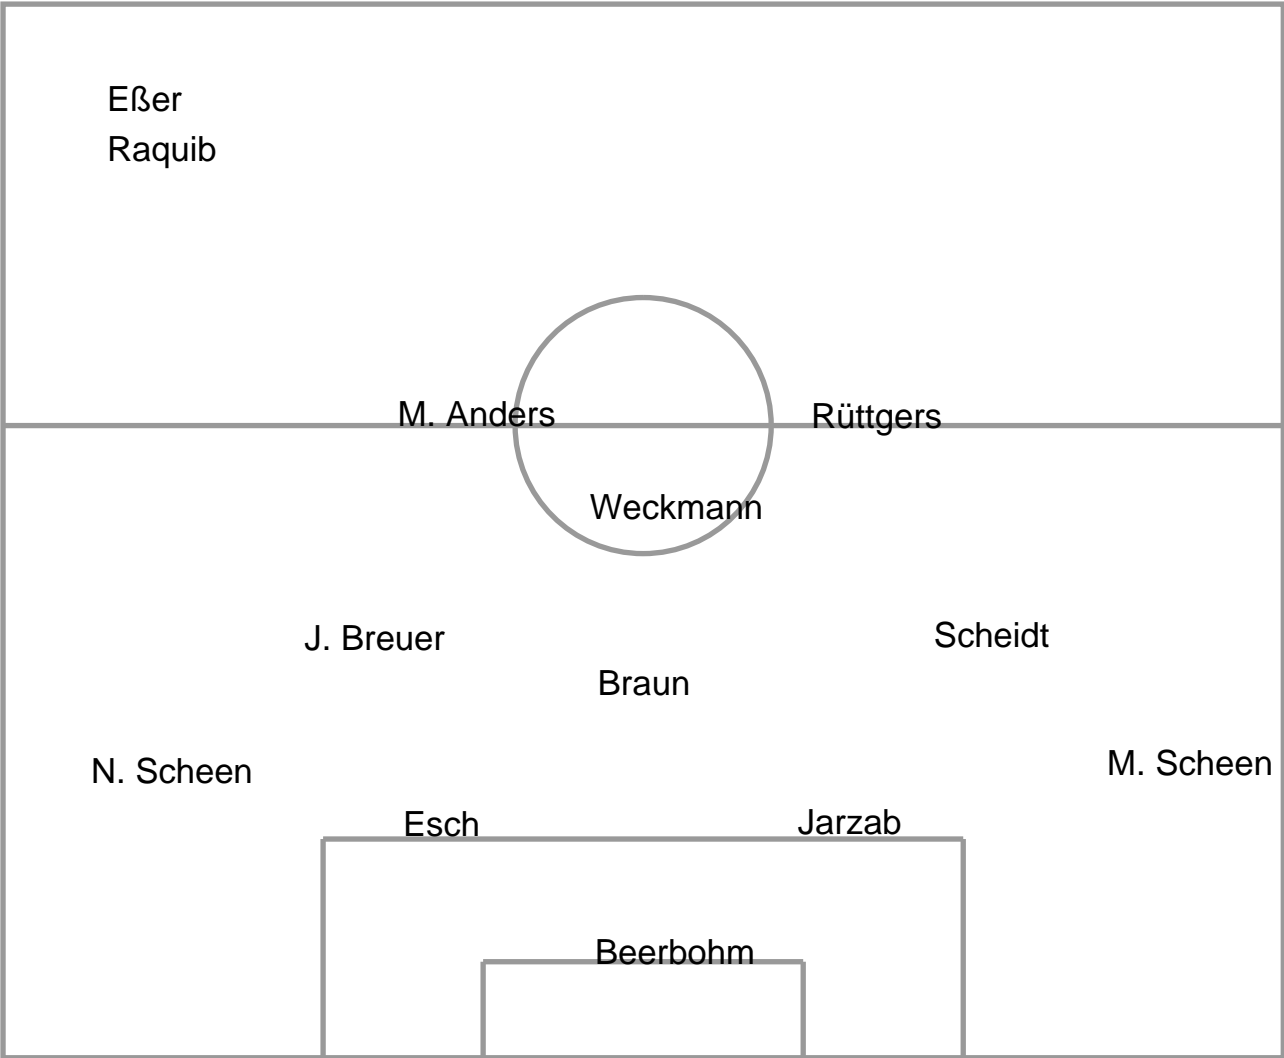 Eßer
Raquib
M. Anders
Rüttgers
Weckmann
J. Breuer
Scheidt
Braun
N. Scheen
M. Scheen
Esch
Jarzab
Beerbohm